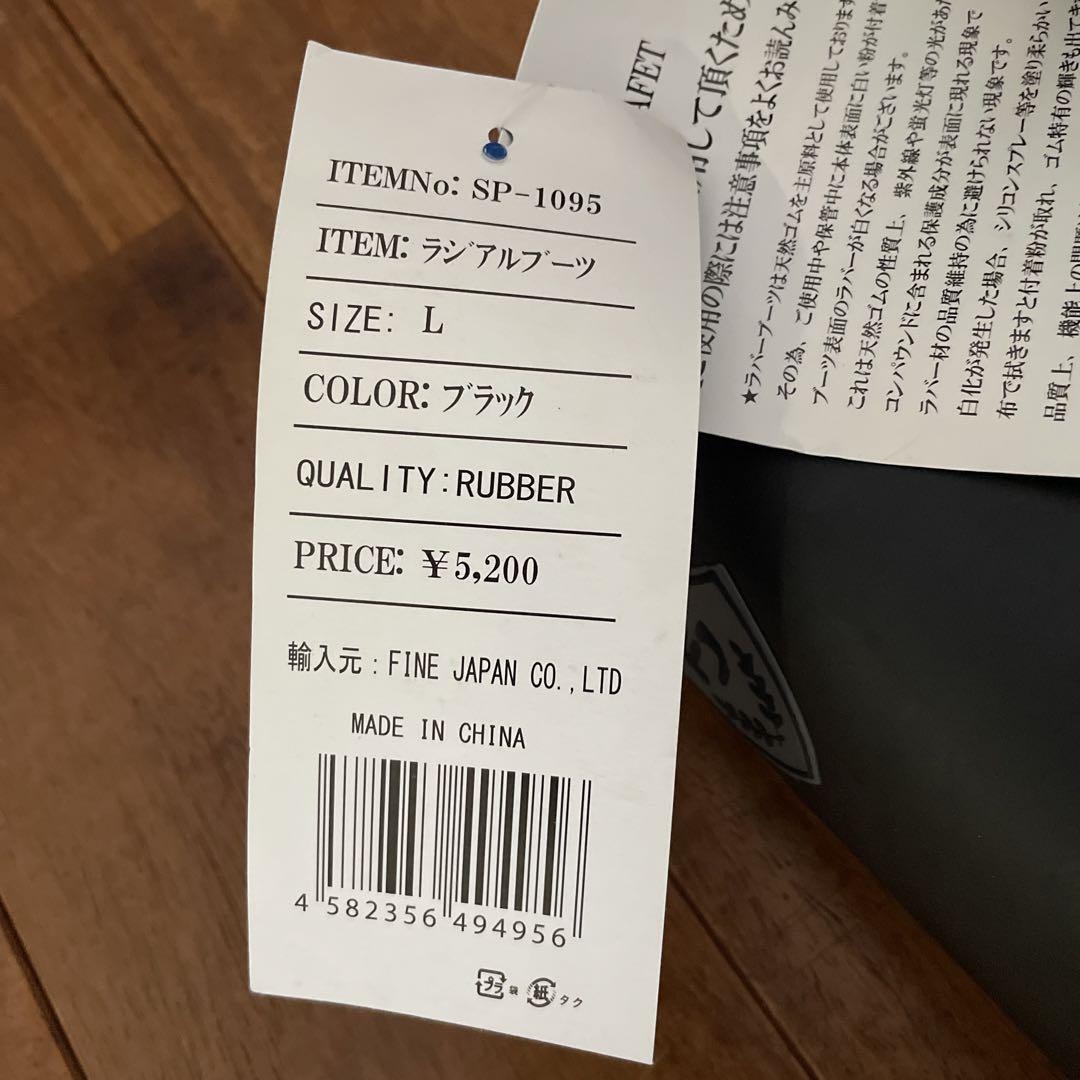 ITEMNo: SP-1095
ITEM: ラジアルブーツ
SIZE: L
COLOR: ブラック
QUALITY:RUBBER
PRICE: ¥5,200
輸入元:FINE JAPAN CO.,LTD
MADE IN CHINA
4 582356 494956
プラ 袋 紙 タク
AFET
用して頂くため
使用の際には注意事項をよくお読み
★ラバーブーツは天然ゴムを主原料として使用しております
その為、ご使用中や保管中に本体表面に白い粉が付着
ブーツ表面のラバーが白くなる場合がございます。
これは天然ゴムの性質上、紫外線や蛍光灯等の光があた
コンパウンドに含まれる保護成分が表面に現れる現象で
ラバー材の品質維持の為に避けられない現象です。
白化が発生した場合、シリコンスプレー等を塗り柔らかい
布で拭きますと付着粉が取れ、ゴム特有の輝きも出てき
品質上、機能上の問題